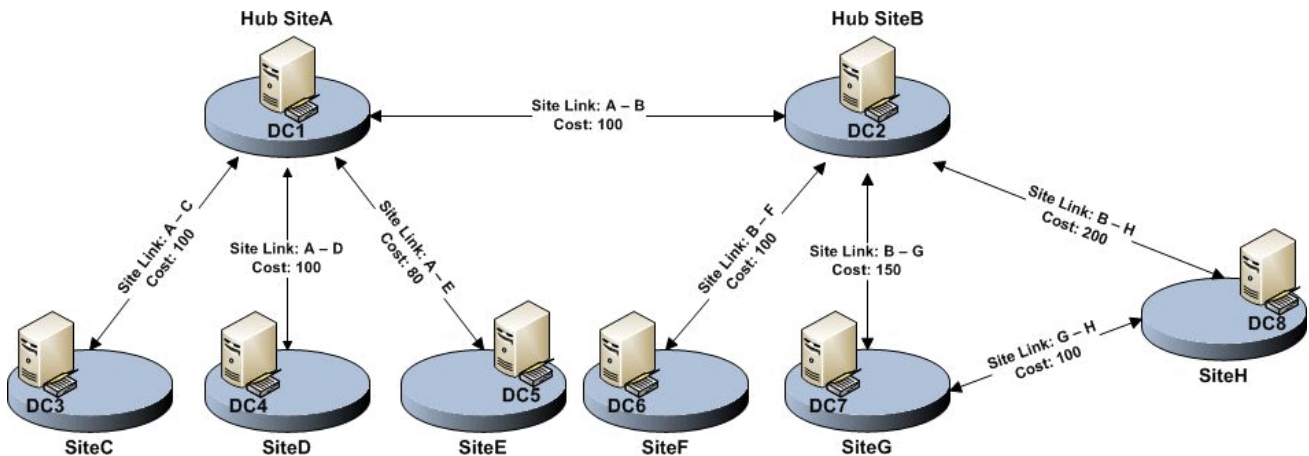 Hub SiteA
Hub SiteB
DC1
DC2
Site Link: A – B
Cost: 100
Site Link: A – C
Cost: 100
Site Link: A – D
Cost: 100
Site Link: A – E
Cost: 80
Site Link: B – F
Cost: 100
Site Link: B – G
Cost: 150
Site Link: B – H
Cost: 200
Site Link: G – H
Cost: 100
DC8
SiteH
DC3
DC4
DC5
DC6
DC7
SiteC
SiteD
SiteE
SiteF
SiteG